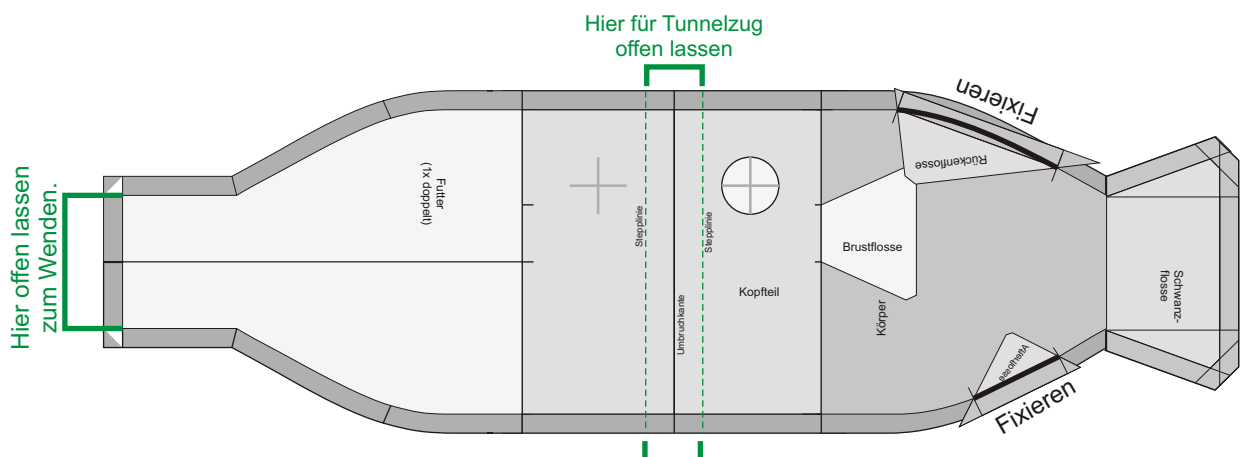 Hier für Tunnelzug
offen lassen
Fixieren
Hier offen lassen
zum Wenden.
Futter
(1x doppelt)
Stepplinie
Stepplinie
Rückenflosse
Brustflosse
Kopfteil
Umbruchkante
Körper
Schwanz-
flosse
Afterflosse
Fixieren